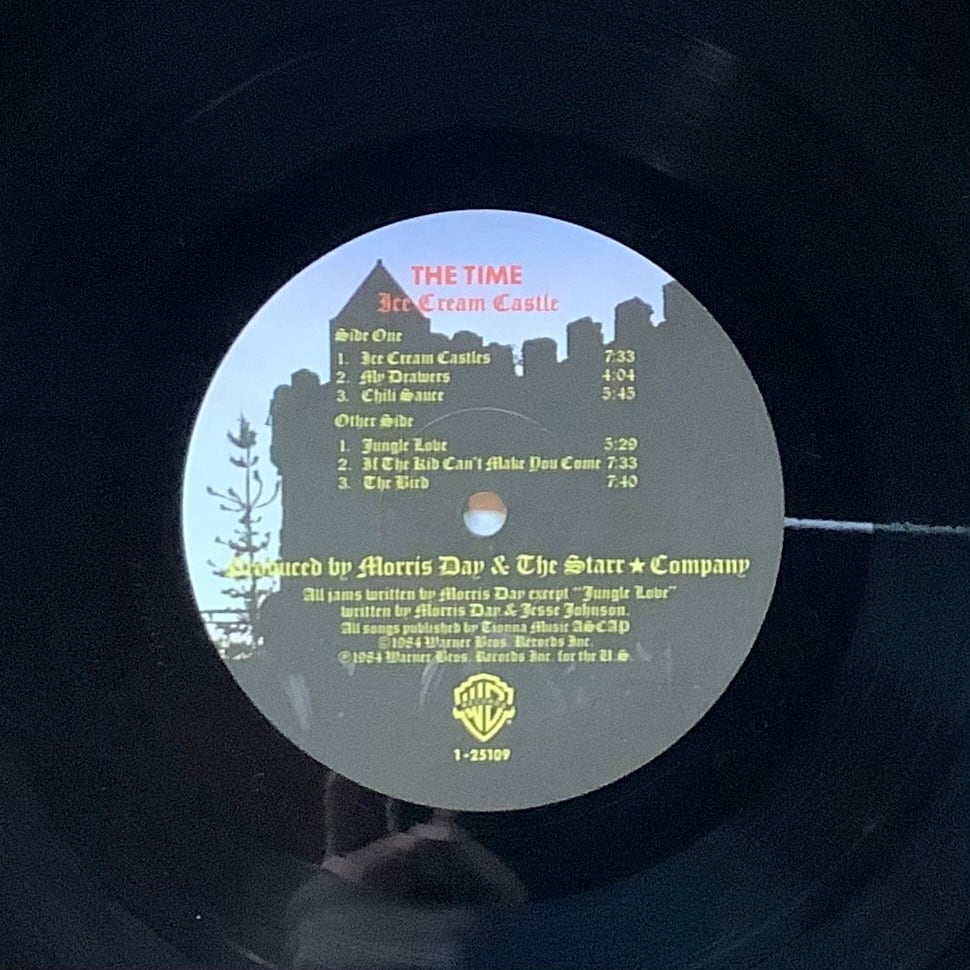 THE TIME
Ice Cream Castle
Side One
1. Ice Cream Castles 7:33
2. My Drawers 4:04
3. Chili Sauce 5:45
Other Side
1. Jungle Love 5:29
2. If The Kid Can't Make You Come 7:33
3. The Bird 7:40
Produced by Morris Day & The Starr ★ Company
All jams written by Morris Day except "Jungle Love"
written by Morris Day & Jesse Johnson.
All songs published by Tionna Music ASCAP
©1984 Warner Bros. Records Inc.
℗1984 Warner Bros. Records Inc. for the U.S.
WB
RECORDS
1-25109